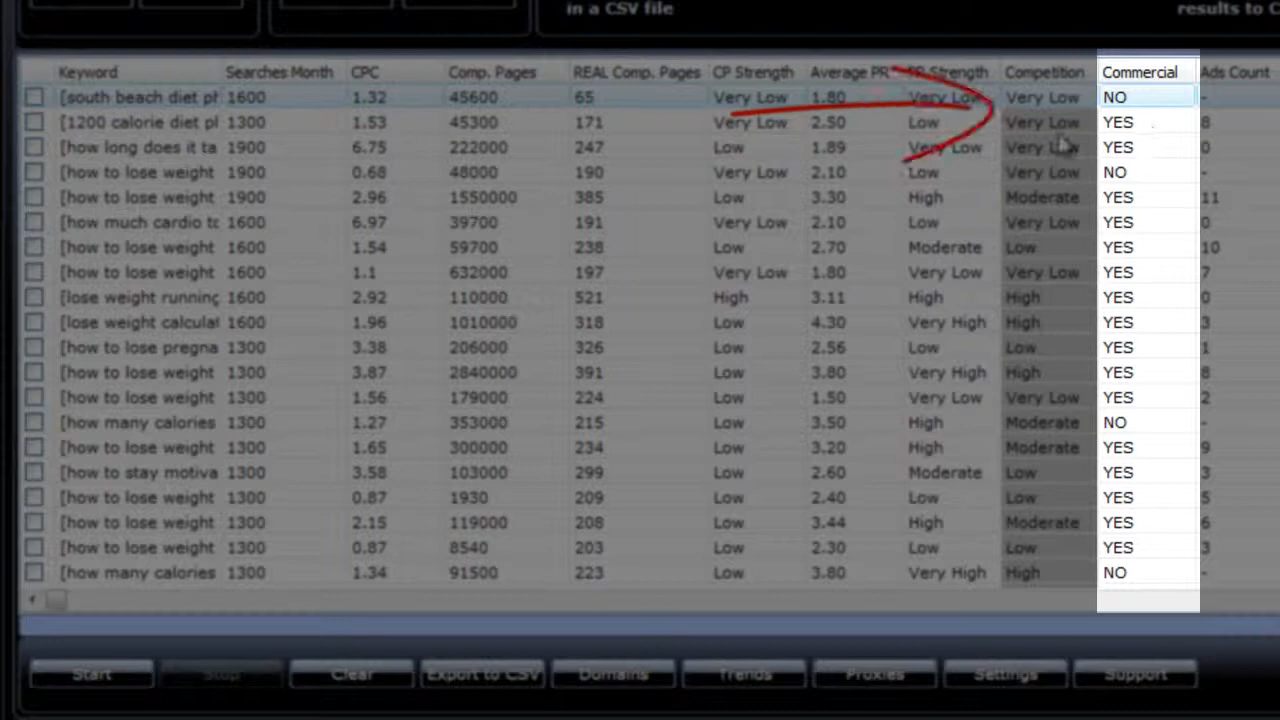 in a CSV file
results to C
Keyword Searches Month CPC Comp. Pages REAL Comp. Pages CP Strength Average PR Strength Competition Commercial Ads Count
[south beach diet pl 1600 1.32 45600 65 Very Low 1.80 Very Low Very Low NO -
[1200 calorie diet pl 1300 1.53 45300 171 Very Low 2.50 Low Very Low YES 8
[how long does it ta 1900 6.75 222000 247 Low 1.89 Very Low Very Low YES 0
[how to lose weight 1900 0.68 48000 190 Very Low 2.10 Low Very Low NO -
[how to lose weight 1900 2.96 1550000 385 Low 3.30 High Moderate YES 11
[how much cardio to 1600 6.97 39700 191 Very Low 2.10 Low Very Low YES 0
[how to lose weight 1600 1.54 59700 238 Low 2.70 Moderate Low YES 10
[how to lose weight 1600 1.1 632000 197 Very Low 1.80 Very Low Very Low YES 7
[lose weight running 1600 2.92 110000 521 High 3.11 High High YES 0
[lose weight calculat 1600 1.96 1010000 318 Low 4.30 Very High High YES 3
[how to lose pregna 1300 3.38 206000 326 Low 2.56 Low Low YES 1
[how to lose weight 1300 3.87 2840000 391 Low 3.80 Very High High YES 8
[how to lose weight 1300 1.56 179000 224 Low 1.50 Very Low Very Low YES 2
[how many calories 1300 1.27 353000 215 Low 3.50 High Moderate NO -
[how to lose weight 1300 1.65 300000 234 Low 3.20 High Moderate YES 9
[how to stay motiva 1300 3.58 103000 299 Low 2.60 Moderate Low YES 3
[how to lose weight 1300 0.87 1930 209 Low 2.40 Low Low YES 5
[how to lose weight 1300 2.15 119000 208 Low 3.44 High Moderate YES 6
[how to lose weight 1300 0.87 8540 203 Low 2.30 Low Low YES 3
[how many calories 1300 1.34 91500 223 Low 3.80 Very High High NO -
Start Stop Clear Export to CSV Domains Trends Proxies Settings Support